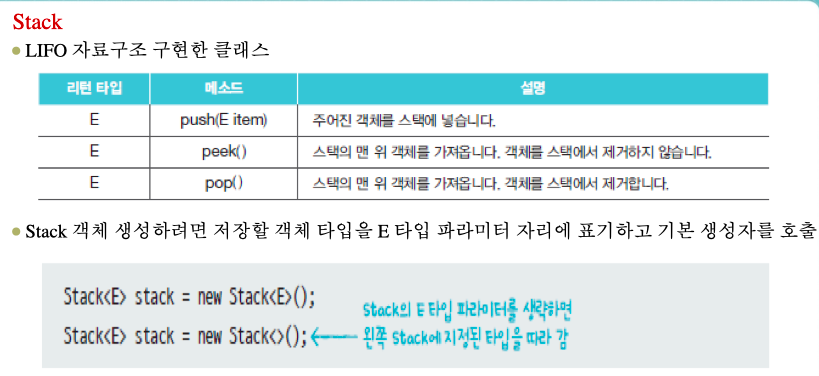 Stack
LIFO 자료구조 구현한 클래스
리턴 타입 메소드 설명
E push(E item) 주어진 객체를 스택에 넣습니다.
E peek() 스택의 맨 위 객체를 가져옵니다. 객체를 스택에서 제거하지 않습니다.
E pop() 스택의 맨 위 객체를 가져옵니다. 객체를 스택에서 제거합니다.
Stack 객체 생성하려면 저장할 객체 타입을 E 타입 파라미터 자리에 표기하고 기본 생성자를 호출
Stack<E> stack = new Stack<E>();
Stack의 E 타입 파라미터를 생략하면
Stack<E> stack = new Stack<>(); 왼쪽 Stack에 지정된 타입을 따라 감